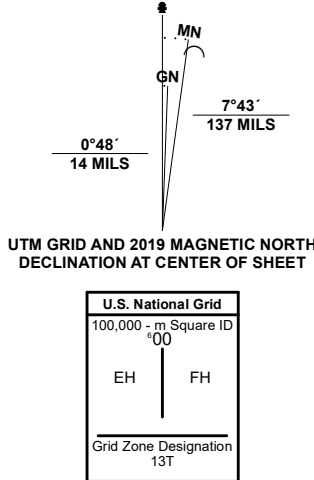 MN
GN
7°43´
137 MILS
0°48´
14 MILS
UTM GRID AND 2019 MAGNETIC NORTH
DECLINATION AT CENTER OF SHEET
U.S. National Grid
100,000 - m Square ID
⁶00
EH FH
Grid Zone Designation
13T